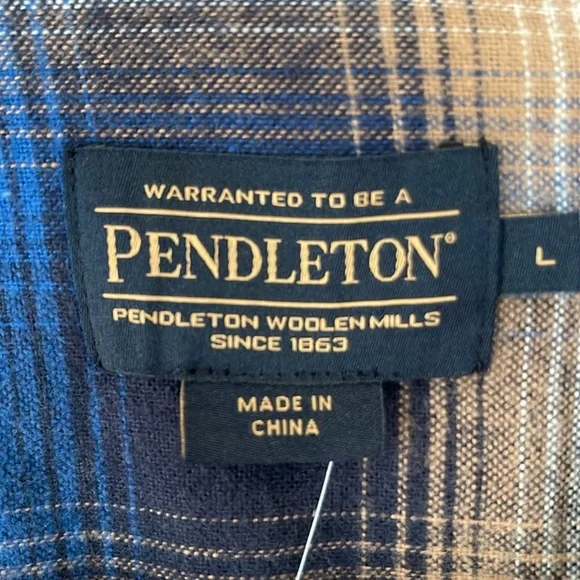 WARRANTED TO BE A
PENDLETON®
PENDLETON WOOLEN MILLS
SINCE 1863
L
MADE IN
CHINA